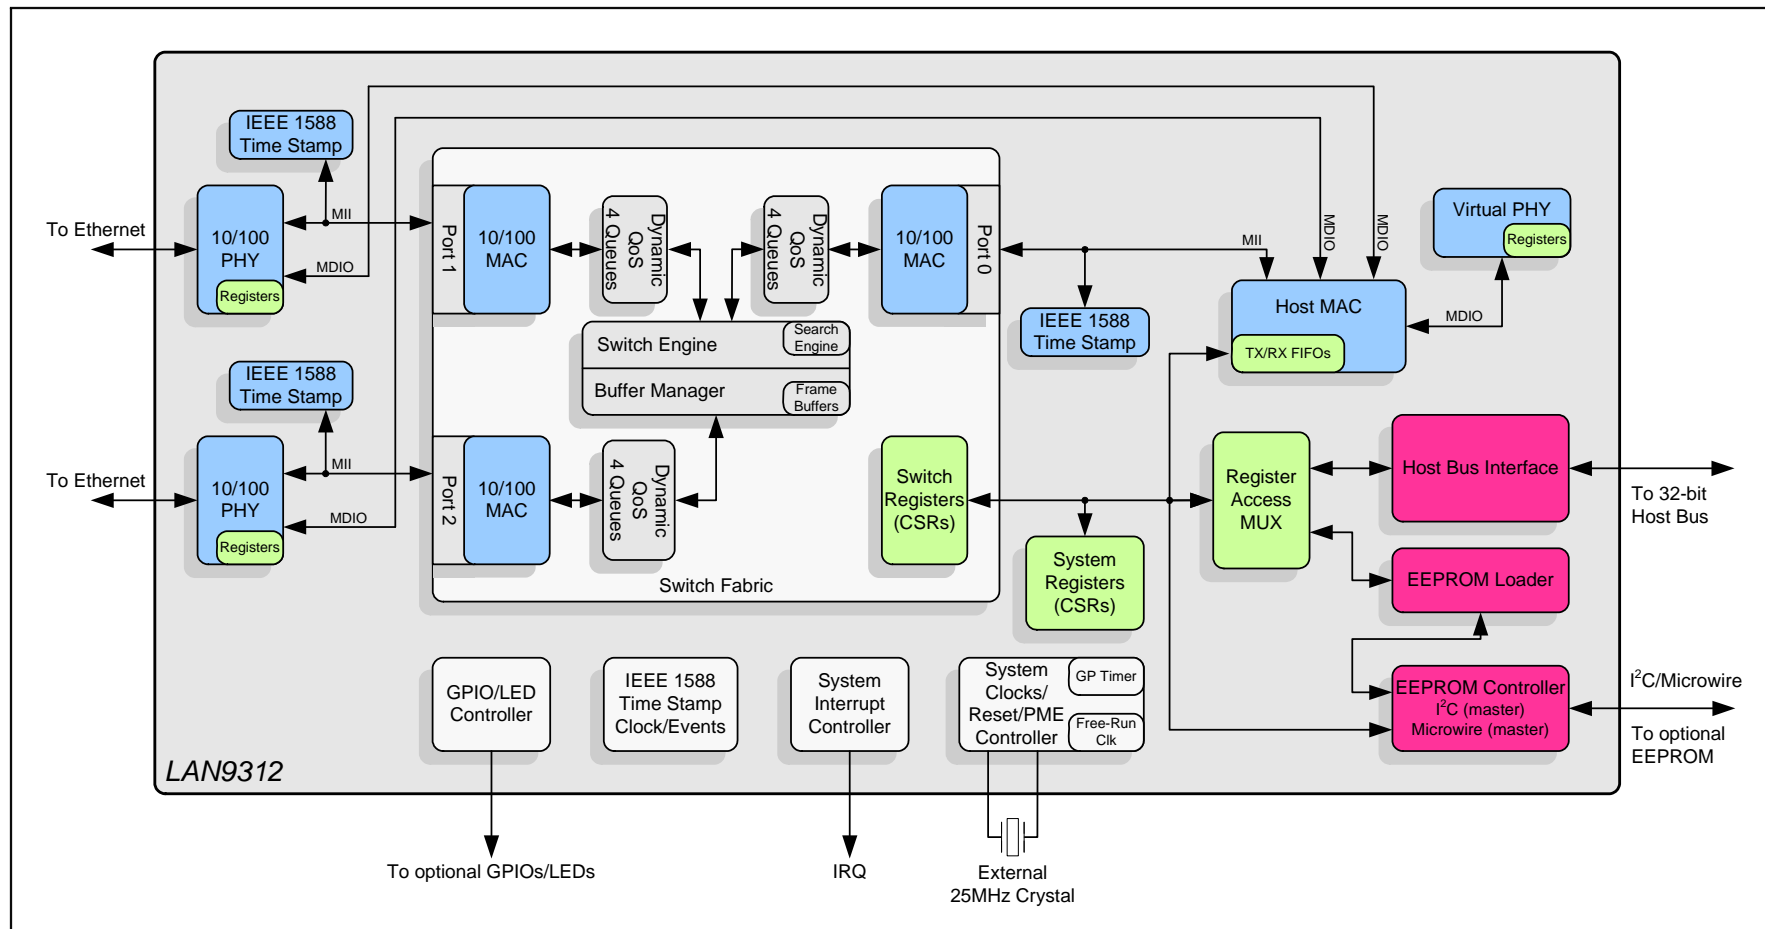 IEEE 1588
Time Stamp
To Ethernet
10/100
PHY
Registers
MII
MDIO
Port 1
10/100
MAC
Dynamic
QoS
4 Queues
Dynamic
QoS
4 Queues
10/100
MAC
Port 0
MII
MDIO
MDIO
Virtual PHY
Registers
MDIO
Host MAC
TX/RX FIFOs
IEEE 1588
Time Stamp
Switch Engine
Search
Engine
Buffer Manager
Frame
Buffers
IEEE 1588
Time Stamp
To Ethernet
10/100
PHY
Registers
MII
MDIO
Port 2
10/100
MAC
Dynamic
QoS
4 Queues
Switch
Registers
(CSRs)
Switch Fabric
System
Registers
(CSRs)
Register
Access
MUX
Host Bus Interface
To 32-bit
Host Bus
EEPROM Loader
EEPROM Controller
I²C (master)
Microwire (master)
I²C/Microwire
To optional
EEPROM
GPIO/LED
Controller
IEEE 1588
Time Stamp
Clock/Events
System
Interrupt
Controller
System
Clocks/
Reset/PME
Controller
GP Timer
Free-Run
Clk
LAN9312
To optional GPIOs/LEDs
IRQ
External
25MHz Crystal